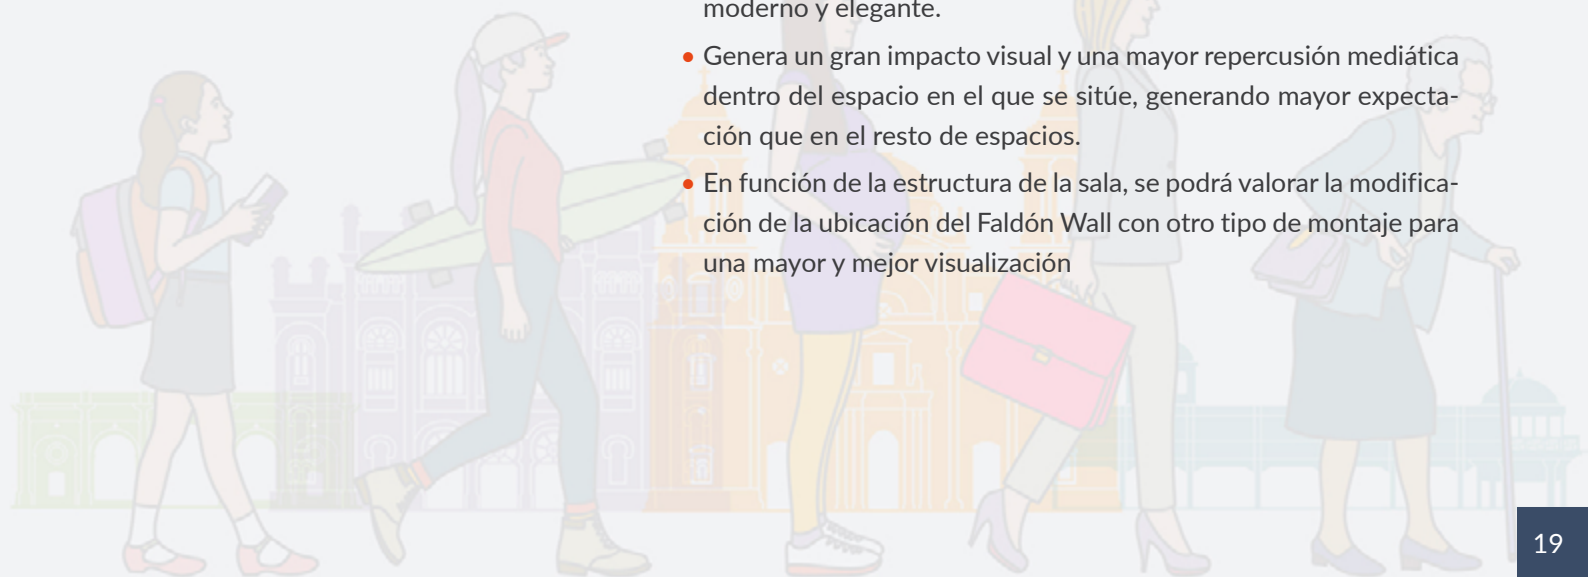 moderno y elegante.
• Genera un gran impacto visual y una mayor repercusión mediática
dentro del espacio en el que se sitúe, generando mayor expecta-
ción que en el resto de espacios.
• En función de la estructura de la sala, se podrá valorar la modifica-
ción de la ubicación del Faldón Wall con otro tipo de montaje para
una mayor y mejor visualización
19